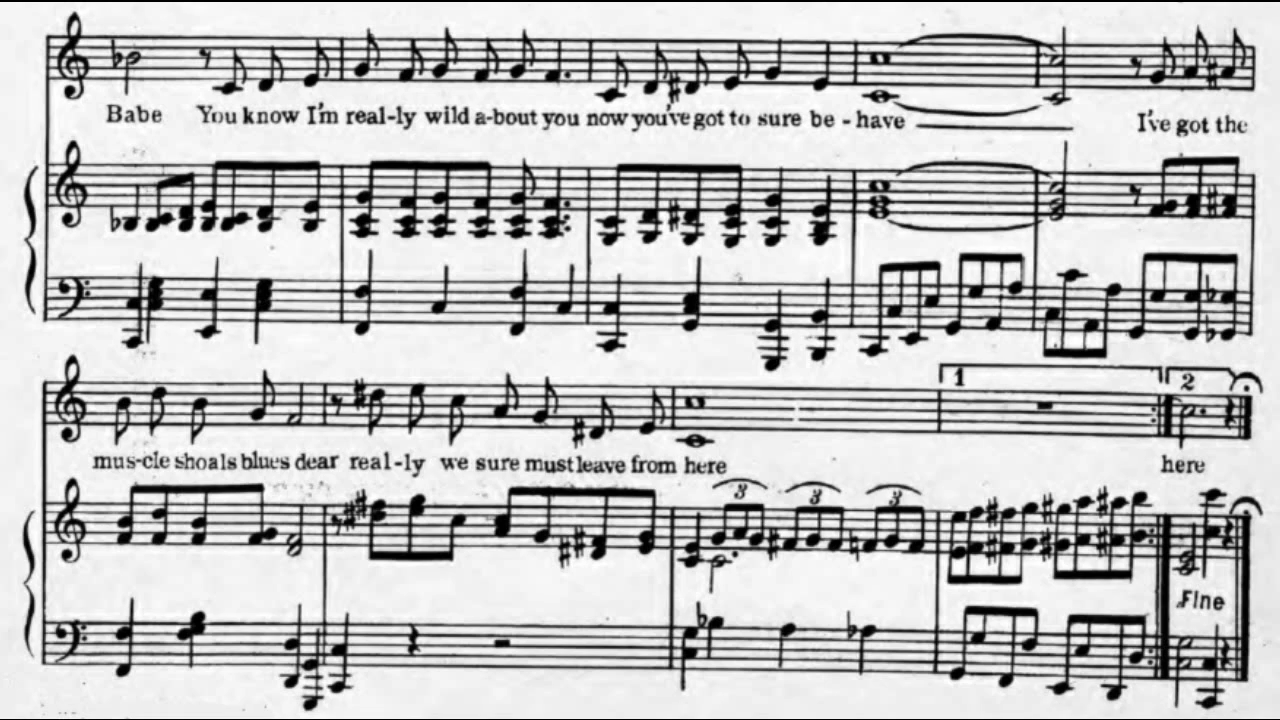 Babe You know I'm real-ly wild a-bout you now you've got to sure be-have I've got the
1 2
mus-cle shoals blues dear real-ly we sure must leave from here here
3 3 3
Fine